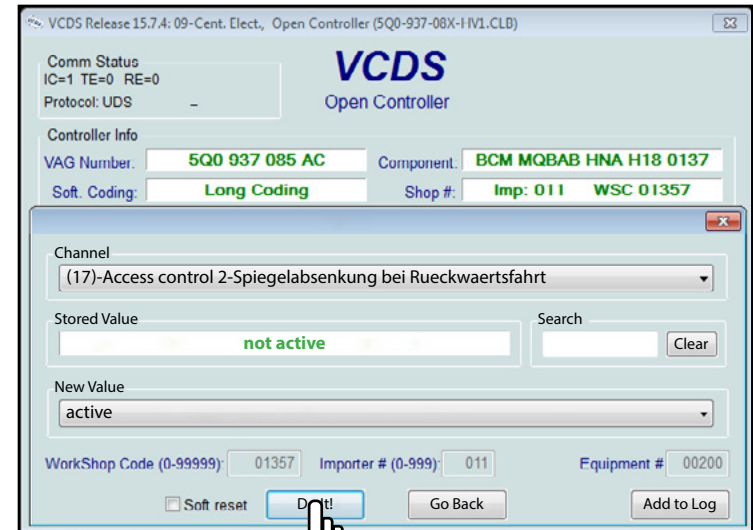 VCDS Release 15.7.4: 09-Cent. Elect., Open Controller (5Q0-937-08X-HV1.CLB)
Comm Status
IC=1 TE=0 RE=0
Protocol: UDS –
VCDS
Open Controller
Controller Info
VAG Number: 5Q0 937 085 AC Component: BCM MQBAB HNA H18 0137
Soft. Coding: Long Coding Shop #: Imp: 011 WSC 01357
Channel
(17)-Access control 2-Spiegelabsenkung bei Rueckwaertsfahrt
Stored Value Search
not active Clear
New Value
active
WorkShop Code (0-99999): 01357 Importer # (0-999): 011 Equipment # 00200
Soft reset Do It! Go Back Add to Log